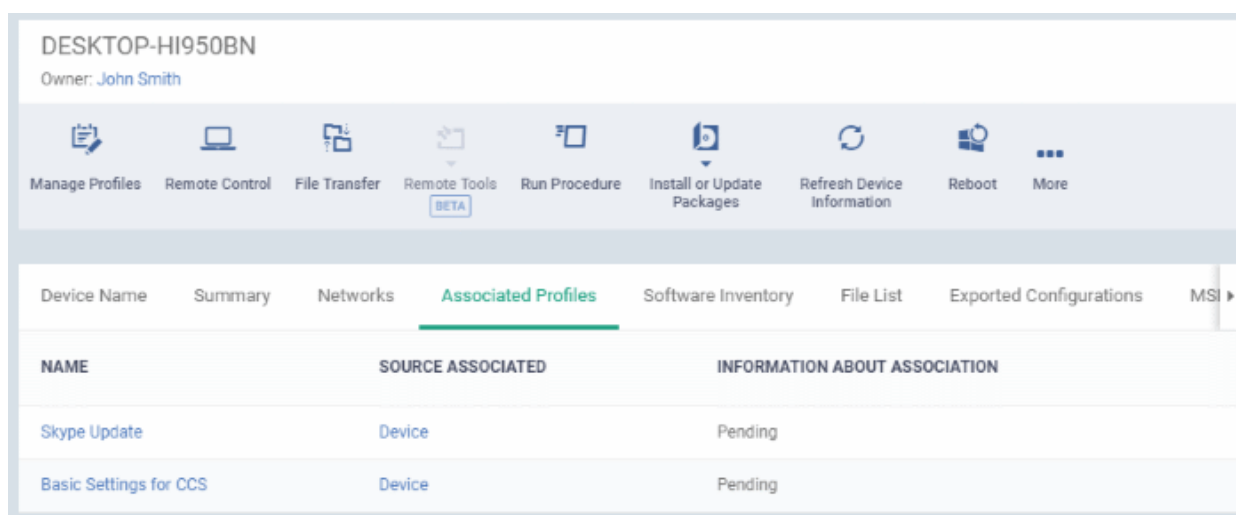 DESKTOP-HI950BN
Owner: John Smith
Manage Profiles Remote Control File Transfer Remote Tools Run Procedure Install or Update Refresh Device Reboot More
BETA Packages Information
Device Name Summary Networks Associated Profiles Software Inventory File List Exported Configurations MSI
NAME SOURCE ASSOCIATED INFORMATION ABOUT ASSOCIATION
Skype Update Device Pending
Basic Settings for CCS Device Pending